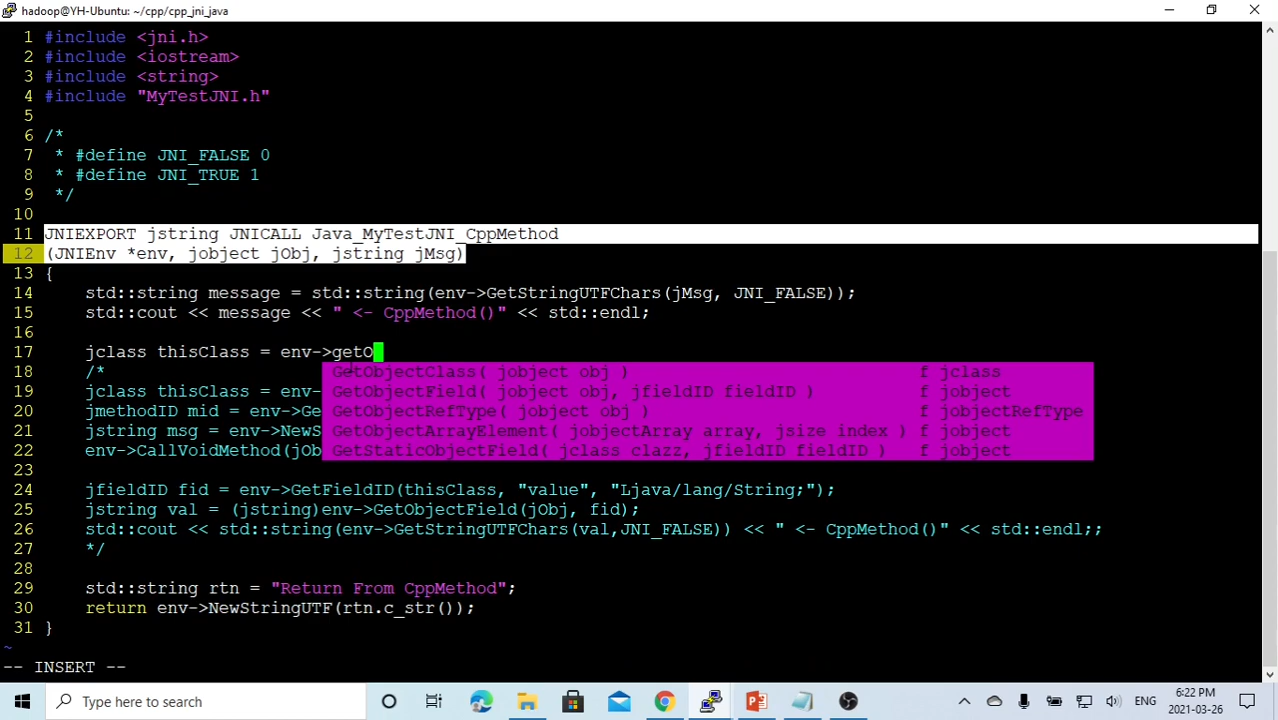 hadoop@YH-Ubuntu: ~/cpp/cpp_jni_java
1 #include <jni.h>
2 #include <iostream>
3 #include <string>
4 #include "MyTestJNI.h"
5
6 /*
7 * #define JNI_FALSE 0
8 * #define JNI_TRUE 1
9 */
10
11 JNIEXPORT jstring JNICALL Java_MyTestJNI_CppMethod
12 (JNIEnv *env, jobject jObj, jstring jMsg)
13 {
14 std::string message = std::string(env->GetStringUTFChars(jMsg, JNI_FALSE));
15 std::cout << message << " <- CppMethod()" << std::endl;
16
17 jclass thisClass = env->getO
18 /* GetObjectClass( jobject obj ) f jclass
19 jclass thisClass = env- GetObjectField( jobject obj, jfieldID fieldID ) f jobject
20 jmethodID mid = env->Ge GetObjectRefType( jobject obj ) f jobjectRefType
21 jstring msg = env->NewS GetObjectArrayElement( jobjectArray array, jsize index ) f jobject
22 env->CallVoidMethod(jOb GetStaticObjectField( jclass clazz, jfieldID fieldID ) f jobject
23
24 jfieldID fid = env->GetFieldID(thisClass, "value", "Ljava/lang/String;");
25 jstring val = (jstring)env->GetObjectField(jObj, fid);
26 std::cout << std::string(env->GetStringUTFChars(val,JNI_FALSE)) << " <- CppMethod()" << std::endl;;
27 */
28
29 std::string rtn = "Return From CppMethod";
30 return env->NewStringUTF(rtn.c_str());
31 }
~
-- INSERT --
Type here to search
ENG
6:22 PM
2021-03-26